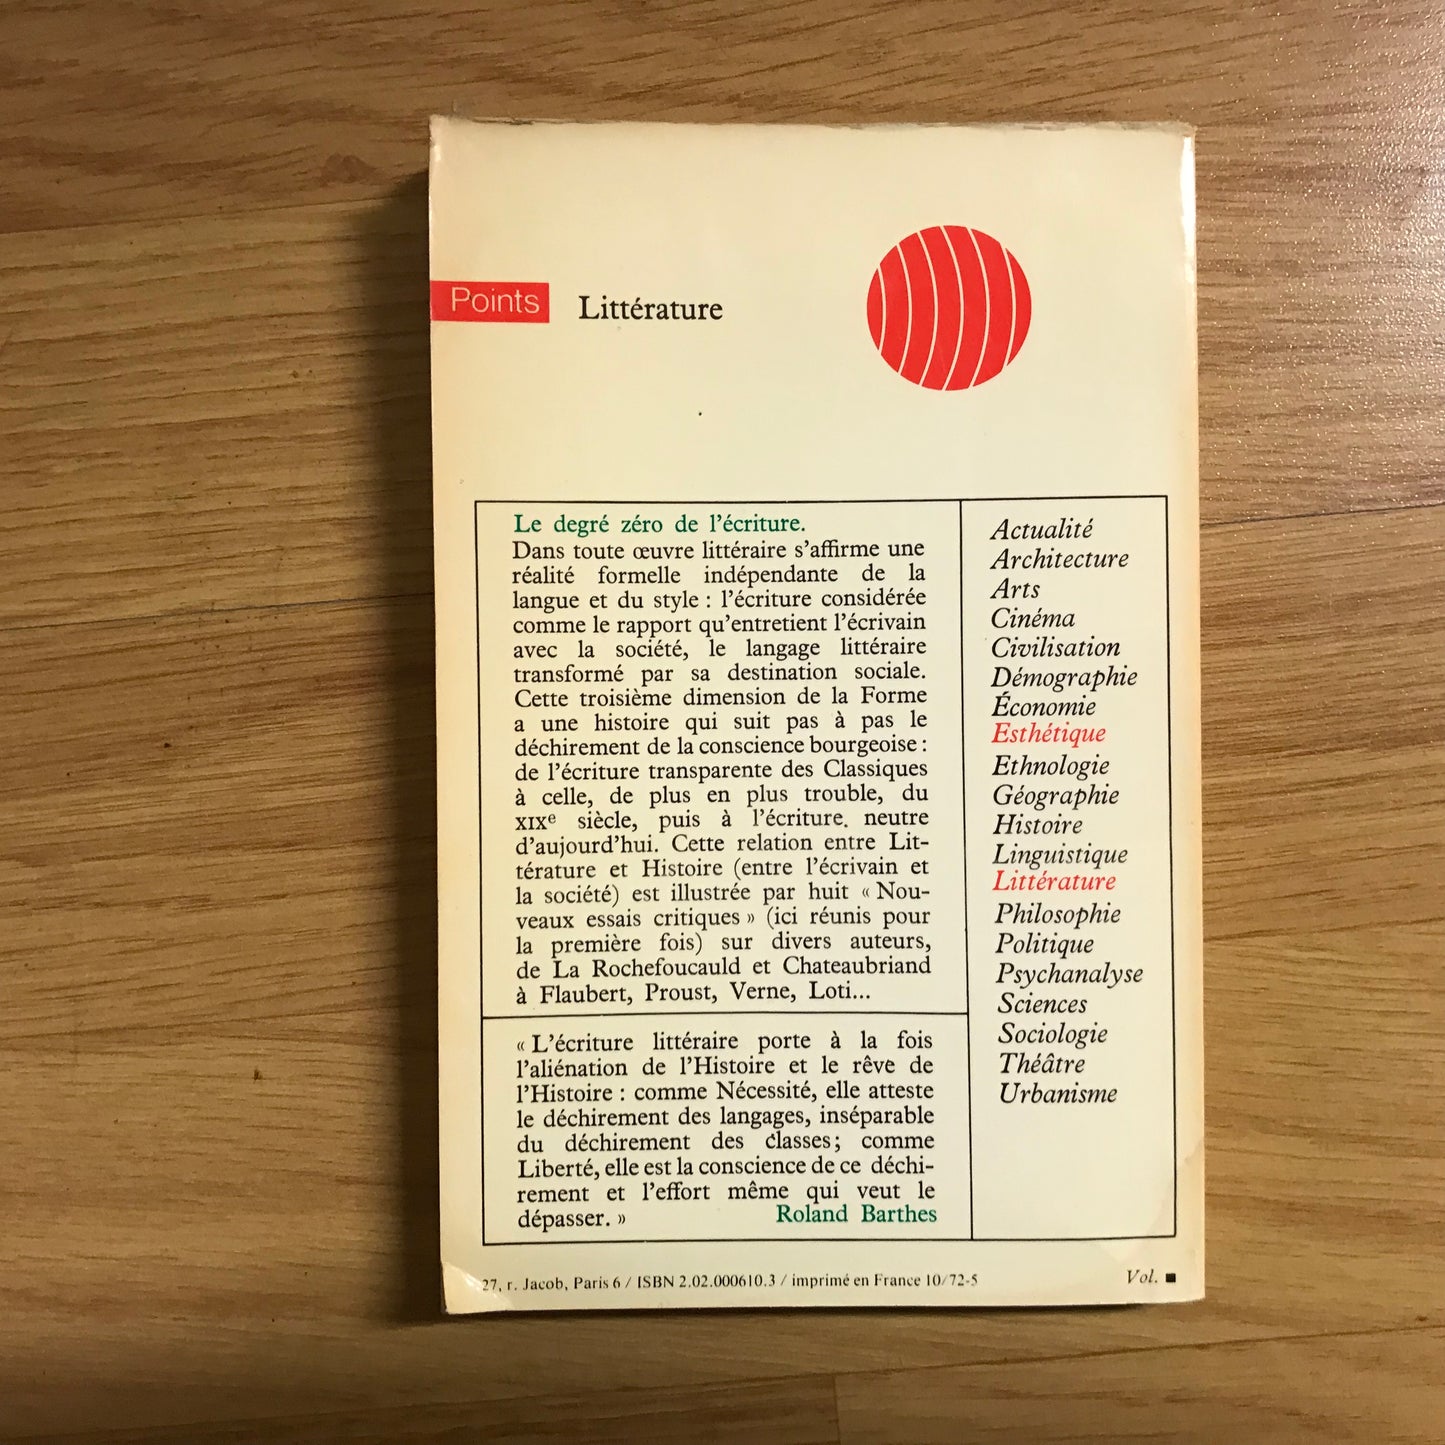 Points
Littérature
Le degré zéro de l'écriture.
Dans toute œuvre littéraire s'affirme une
réalité formelle indépendante de la
langue et du style : l'écriture considérée
comme le rapport qu'entretient l'écrivain
avec la société, le langage littéraire
transformé par sa destination sociale.
Cette troisième dimension de la Forme
a une histoire qui suit pas à pas le
déchirement de la conscience bourgeoise :
de l'écriture transparente des Classiques
à celle, de plus en plus trouble, du
XIXe siècle, puis à l'écriture. neutre
d'aujourd'hui. Cette relation entre Lit-
térature et Histoire (entre l'écrivain et
la société) est illustrée par huit « Nou-
veaux essais critiques » (ici réunis pour
la première fois) sur divers auteurs,
de La Rochefoucauld et Chateaubriand
à Flaubert, Proust, Verne, Loti...
« L'écriture littéraire porte à la fois
l'aliénation de l'Histoire et le rêve de
l'Histoire : comme Nécessité, elle atteste
le déchirement des langages, inséparable
du déchirement des classes; comme
Liberté, elle est la conscience de ce déchi-
rement et l'effort même qui veut le
dépasser. »
Roland Barthes
Actualité
Architecture
Arts
Cinéma
Civilisation
Démographie
Économie
Esthétique
Ethnologie
Géographie
Histoire
Linguistique
Littérature
Philosophie
Politique
Psychanalyse
Sciences
Sociologie
Théâtre
Urbanisme
27, r. Jacob, Paris 6 / ISBN 2.02.000610.3 / imprimé en France 10/72-5
Vol. ■